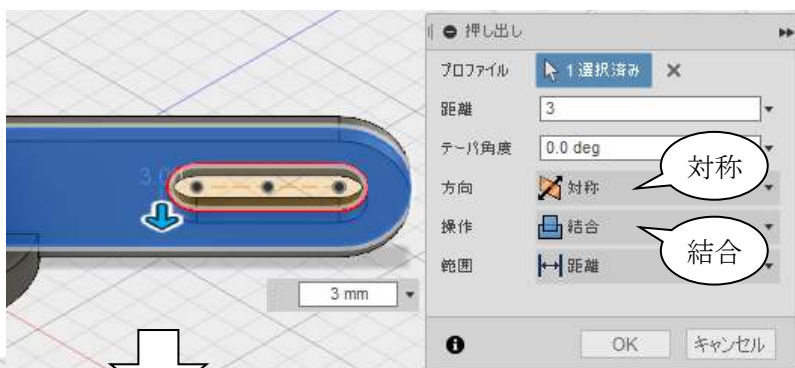 押し出し
プロファイル 1 選択済み
距離 3
テーパ角度 0.0 deg
対称
方向 対称
操作 結合
結合
範囲 距離
3.00
3 mm
OK キャンセル